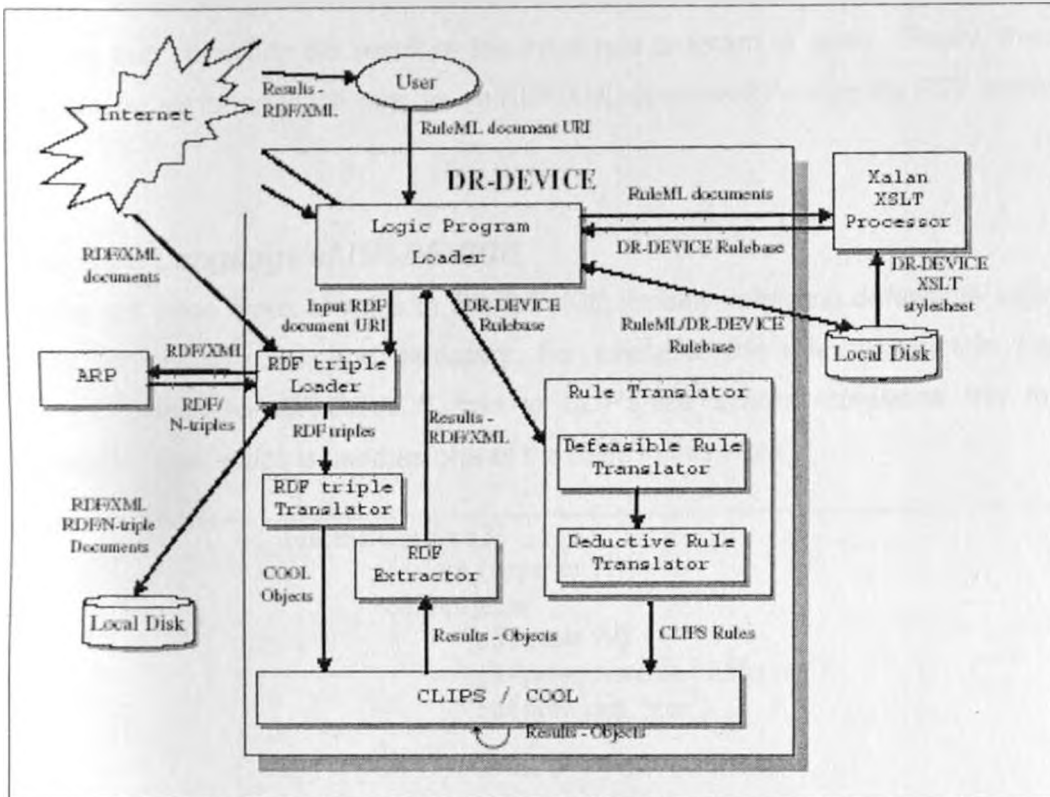 User
Results -
RDF/XML
Internet
RuleML document URI
DR-DEVICE
Xalan
XSLT
Processor
RuleML documents
Logic Program
Loader
DR-DEVICE Rulebase
RDF/XML
documents
DR-DEVICE
XSLT
stylesheet
Input RDF
document URI
DR-DEVICE
Rulebase
RuleML/DR-DEVICE
Rulebase
Local Disk
RDF/XML
ARP
RDF triple
Loader
RDF/
N-triples
RDF triples
Results -
RDF/XML
Rule Translator
Defeasible Rule
Translator
RDF triple
Translator
RDF/XML
RDF/N-triple
Documents
Deductive Rule
Translator
RDF
Extractor
COOL
Objects
Local Disk
Results - Objects
CLIPS Rules
CLIPS / COOL
Results - Objects